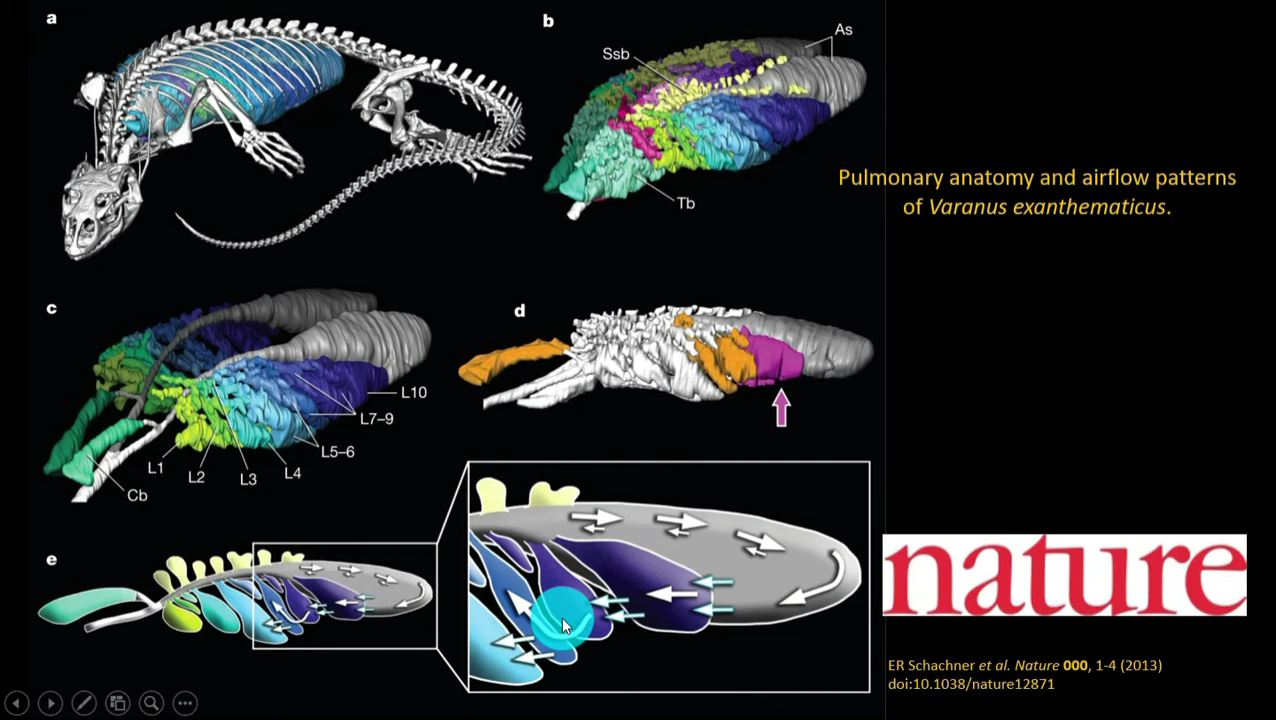 a
b
As
Ssb
Tb
Pulmonary anatomy and airflow patterns
of Varanus exanthematicus.
c
d
L10
L7–9
L5–6
L4
L3
L2
L1
Cb
e
nature
ER Schachner et al. Nature 000, 1-4 (2013)
doi:10.1038/nature12871